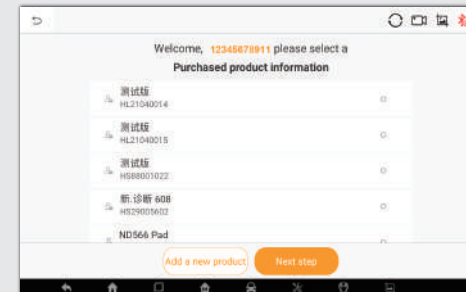 Welcome, 12345678911 please select a
Purchased product information
测试版
HL21040014
测试版
HL21040015
测试版
HS88001022
新.诊断 608
HS29005602
ND566 Pad
Add a new product
Next step